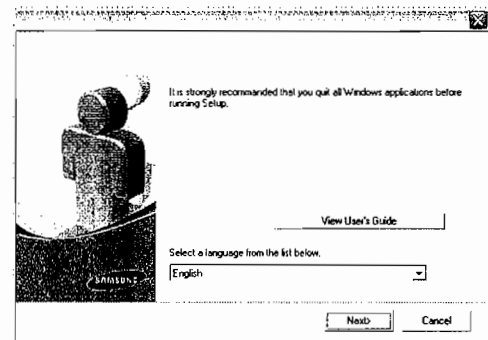 It is strongly recommanded that you quit all Windows applications before
running Setup.
View User's Guide
Select a language from the list below.
English
SAMSUNG
Next>
Cancel